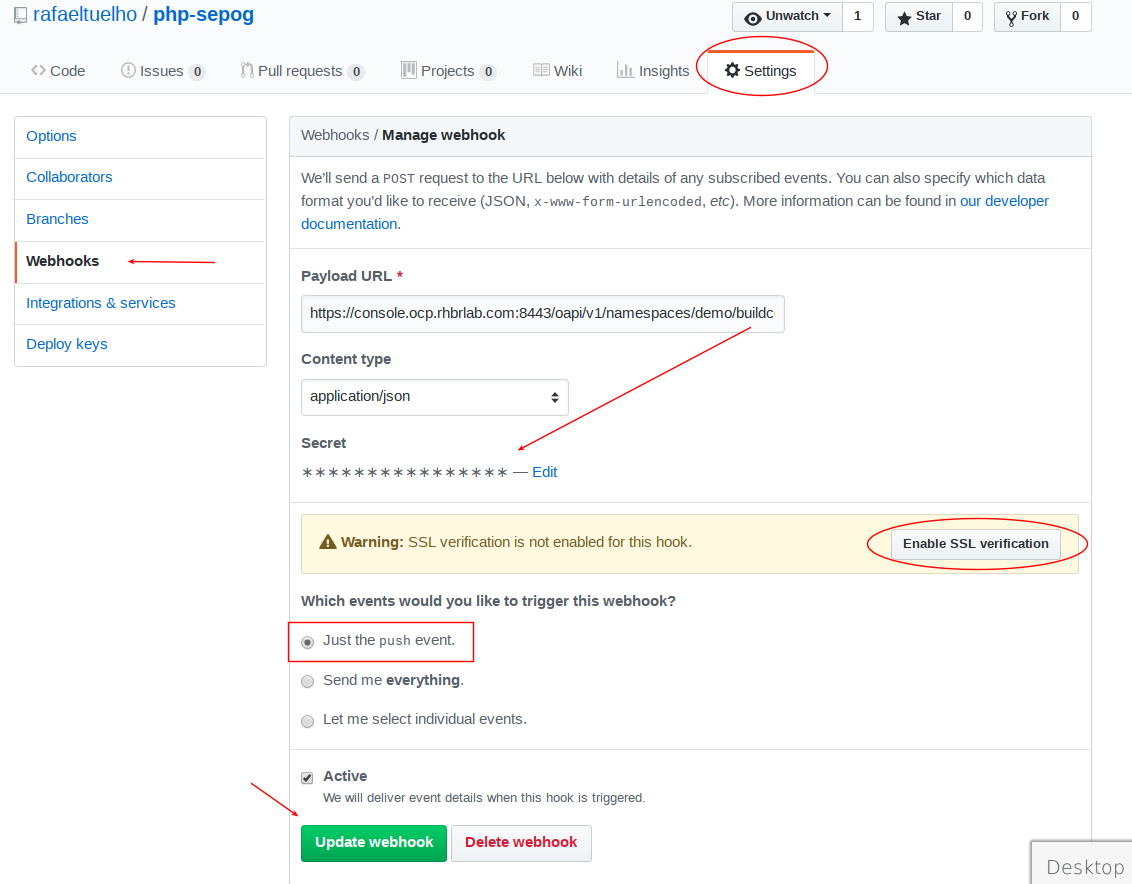 rafaeltuelho / php-sepog
Unwatch 1 Star 0 Fork 0
Code Issues 0 Pull requests 0 Projects 0 Wiki Insights Settings
Options
Collaborators
Branches
Webhooks
Integrations & services
Deploy keys
Webhooks / Manage webhook
We'll send a POST request to the URL below with details of any subscribed events. You can also specify which data
format you'd like to receive (JSON, x-www-form-urlencoded, etc). More information can be found in our developer
documentation.
Payload URL *
https://console.ocp.rhbrlab.com:8443/oapi/v1/namespaces/demo/buildc
Content type
application/json
Secret
**************** — Edit
Warning: SSL verification is not enabled for this hook.
Enable SSL verification
Which events would you like to trigger this webhook?
Just the push event.
Send me everything.
Let me select individual events.
Active
We will deliver event details when this hook is triggered.
Update webhook Delete webhook
Desktop